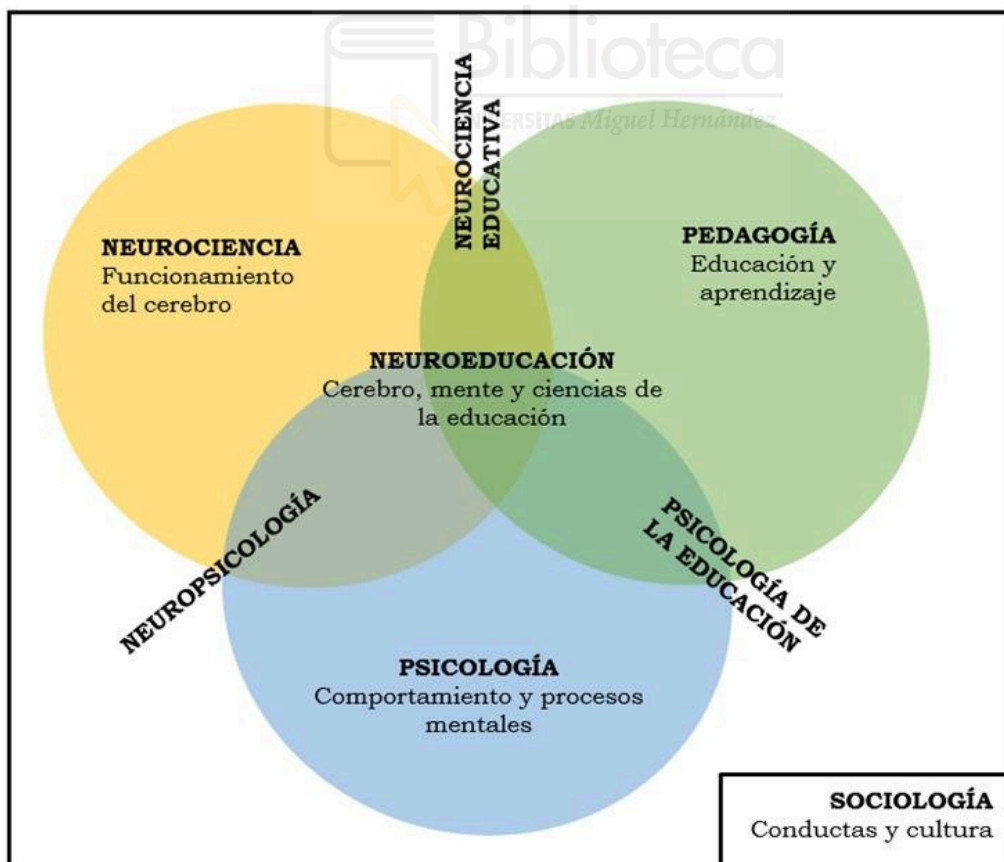 Biblioteca
UNIVERSITAS Miguel Hernández
NEUROCIENCIA
EDUCATIVA
NEUROCIENCIA
Funcionamiento
del cerebro
PEDAGOGÍA
Educación y
aprendizaje
NEUROEDUCACIÓN
Cerebro, mente y ciencias de
la educación
NEUROPSICOLOGÍA
PSICOLOGÍA DE
LA EDUCACIÓN
PSICOLOGÍA
Comportamiento y procesos
mentales
SOCIOLOGÍA
Conductas y cultura